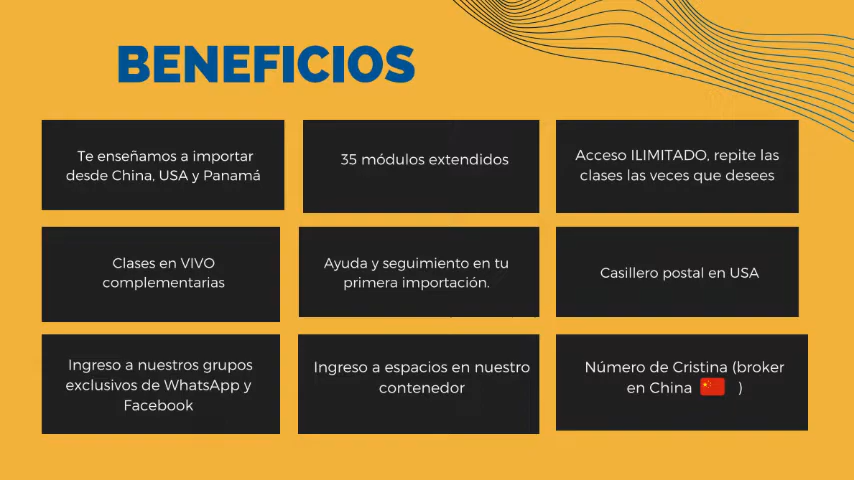 BENEFICIOS
Te enseñamos a importar
desde China, USA y Panamá
35 módulos extendidos
Acceso ILIMITADO, repite las
clases las veces que desees
Clases en VIVO
complementarias
Ayuda y seguimiento en tu
primera importación.
Casillero postal en USA
Ingreso a nuestros grupos
exclusivos de WhatsApp y
Facebook
Ingreso a espacios en nuestro
contenedor
Número de Cristina (broker
en China 🇨🇳 )